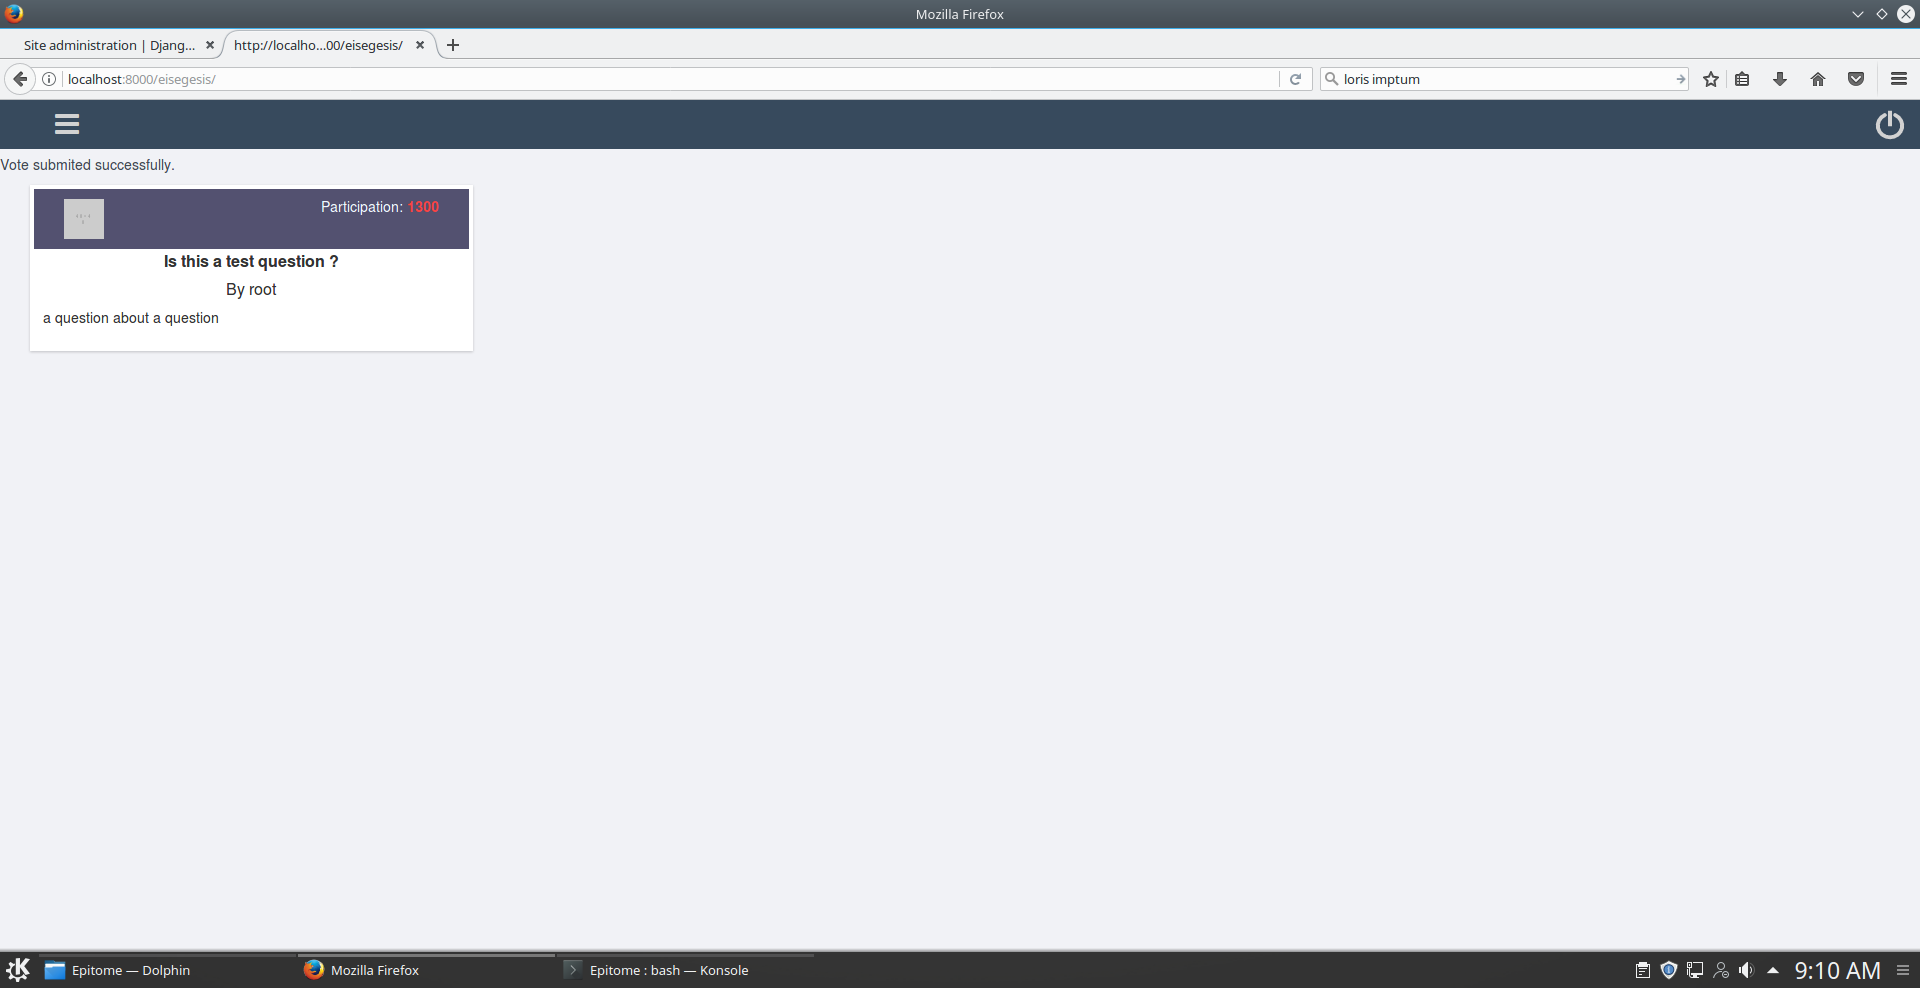 Mozilla Firefox
Site administration | Djang...
http://localho...00/eisegesis/
localhost:8000/eisegesis/
loris imptum
Vote submited successfully.
Participation: 1300
Is this a test question ?
By root
a question about a question
Epitome — Dolphin
Mozilla Firefox
Epitome : bash — Konsole
9:10 AM